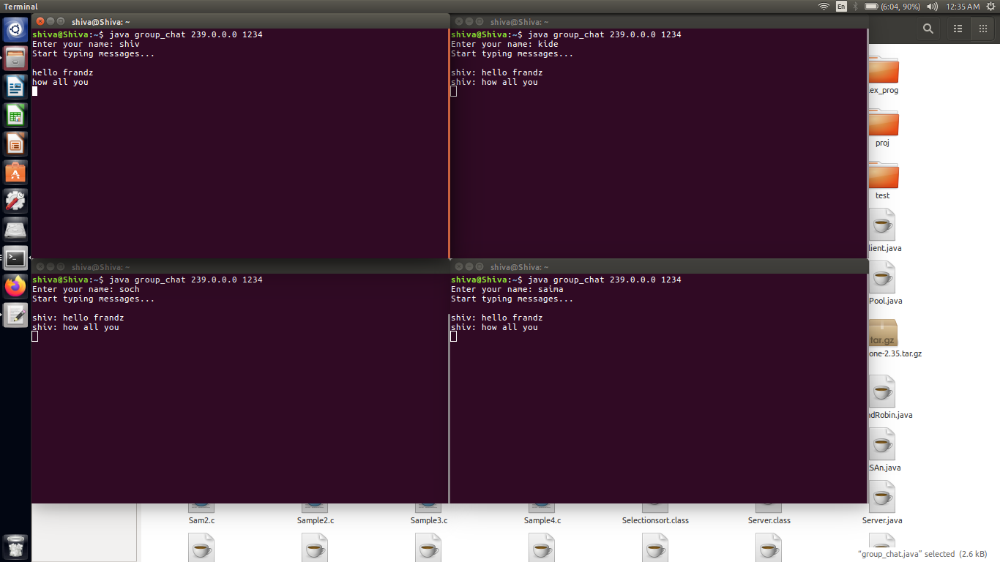 Terminal
En
(6:04, 90%)
12:35 AM
shiva@Shiva: ~
shiva@Shiva:~$ java group_chat 239.0.0.0 1234
Enter your name: shiv
Start typing messages...
hello frandz
how all you
shiva@Shiva: ~
shiva@Shiva:~$ java group_chat 239.0.0.0 1234
Enter your name: kide
Start typing messages...
shiv: hello frandz
shiv: how all you
shiva@Shiva: ~
shiva@Shiva:~$ java group_chat 239.0.0.0 1234
Enter your name: soch
Start typing messages...
shiv: hello frandz
shiv: how all you
shiva@Shiva: ~
shiva@Shiva:~$ java group_chat 239.0.0.0 1234
Enter your name: saima
Start typing messages...
shiv: hello frandz
shiv: how all you
ex_prog
proj
test
lient.java
Pool.java
tar.gz
one-2.35.tar.gz
ndRobin.java
SAn.java
Sam2.c
Sample2.c
Sample3.c
Sample4.c
Selectionsort.class
Server.class
Server.java
“group_chat.java” selected (2.6 kB)